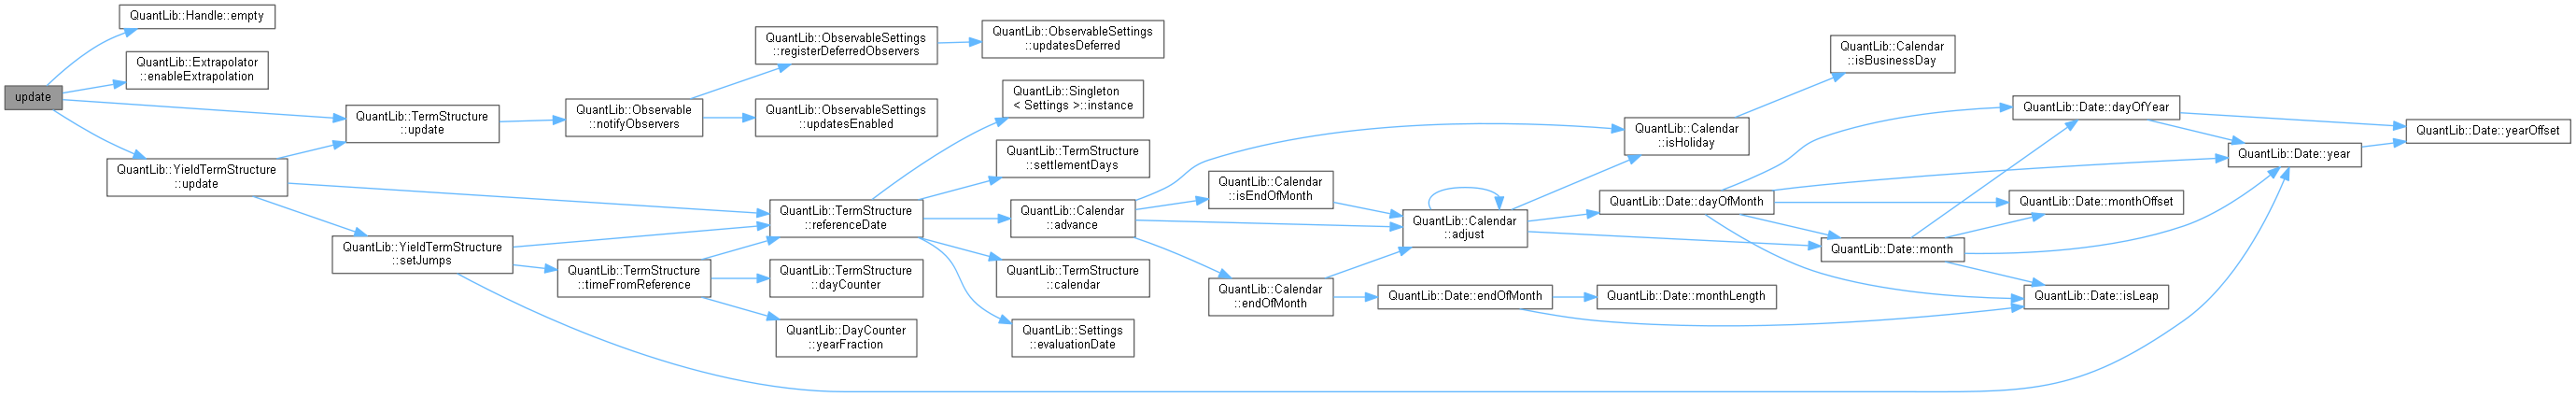 update
QuantLib::Handle::empty
QuantLib::Extrapolator
::enableExtrapolation
QuantLib::TermStructure
::update
QuantLib::YieldTermStructure
::update
QuantLib::YieldTermStructure
::setJumps
QuantLib::Observable
::notifyObservers
QuantLib::TermStructure
::timeFromReference
QuantLib::ObservableSettings
::registerDeferredObservers
QuantLib::ObservableSettings
::updatesEnabled
QuantLib::TermStructure
::referenceDate
QuantLib::TermStructure
::dayCounter
QuantLib::DayCounter
::yearFraction
QuantLib::ObservableSettings
::updatesDeferred
QuantLib::Singleton
< Settings >::instance
QuantLib::TermStructure
::settlementDays
QuantLib::Calendar
::advance
QuantLib::TermStructure
::calendar
QuantLib::Settings
::evaluationDate
QuantLib::Calendar
::isEndOfMonth
QuantLib::Calendar
::endOfMonth
QuantLib::Calendar
::adjust
QuantLib::Date::endOfMonth
QuantLib::Calendar
::isHoliday
QuantLib::Date::dayOfMonth
QuantLib::Date::monthLength
QuantLib::Calendar
::isBusinessDay
QuantLib::Date::month
QuantLib::Date::dayOfYear
QuantLib::Date::monthOffset
QuantLib::Date::isLeap
QuantLib::Date::year
QuantLib::Date::yearOffset